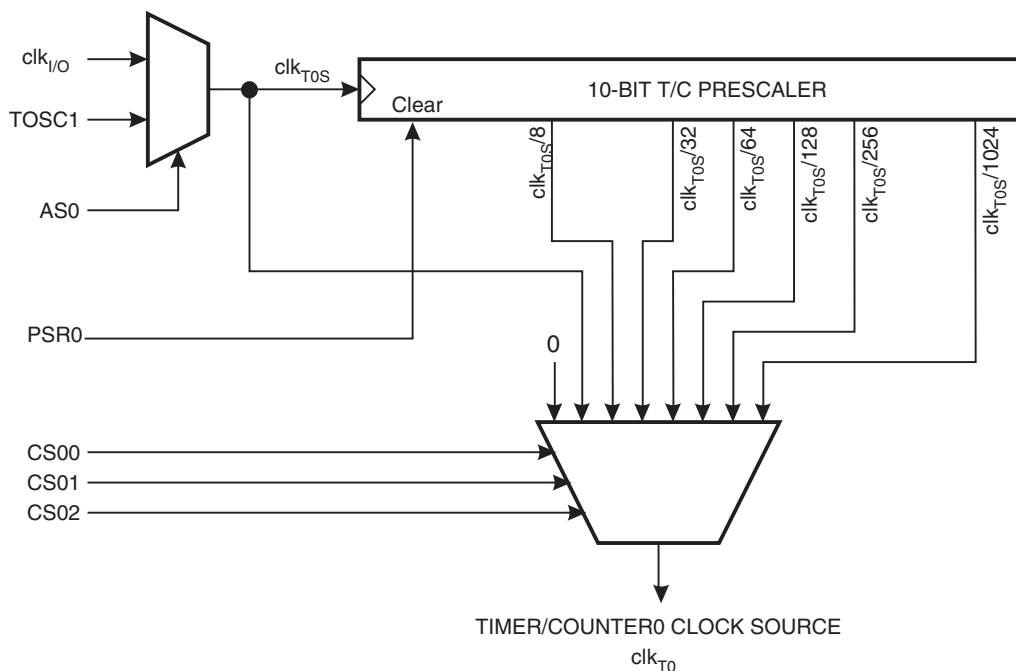 clkI/O
TOSC1
AS0
PSR0
clkT0S
10-BIT T/C PRESCALER
Clear
clkT0S/8
clkT0S/32
clkT0S/64
clkT0S/128
clkT0S/256
clkT0S/1024
0
CS00
CS01
CS02
TIMER/COUNTER0 CLOCK SOURCE
clkT0